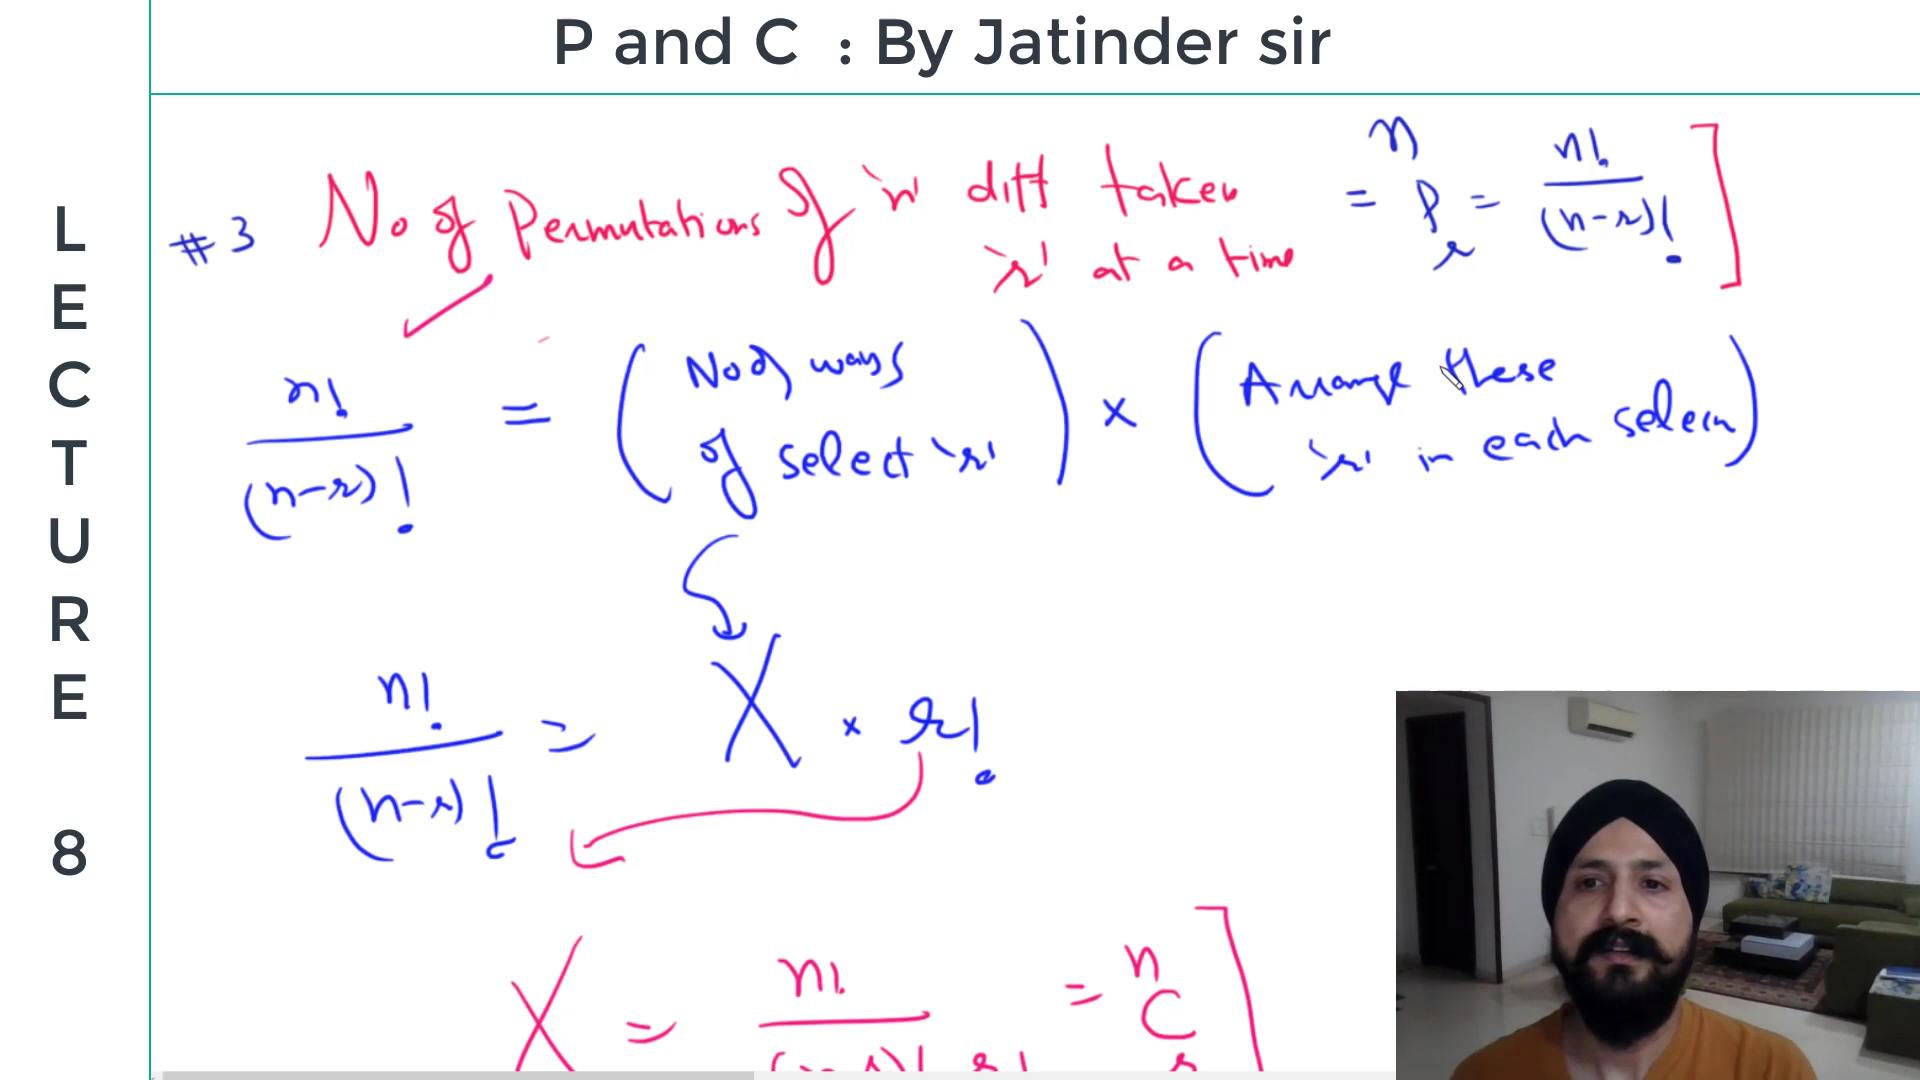 P and C : By Jatinder sir
LECTURE 8
#3 No of Permutations of 'n' diff taken 'r' at a time = nPr = n!/(n-r)!
n!/(n-r)! = (No of ways of select 'r') × (Arrange these 'r' in each selecn)
n!/(n-r)! = X × r!
X = n!/(n-r)! r! = nCr